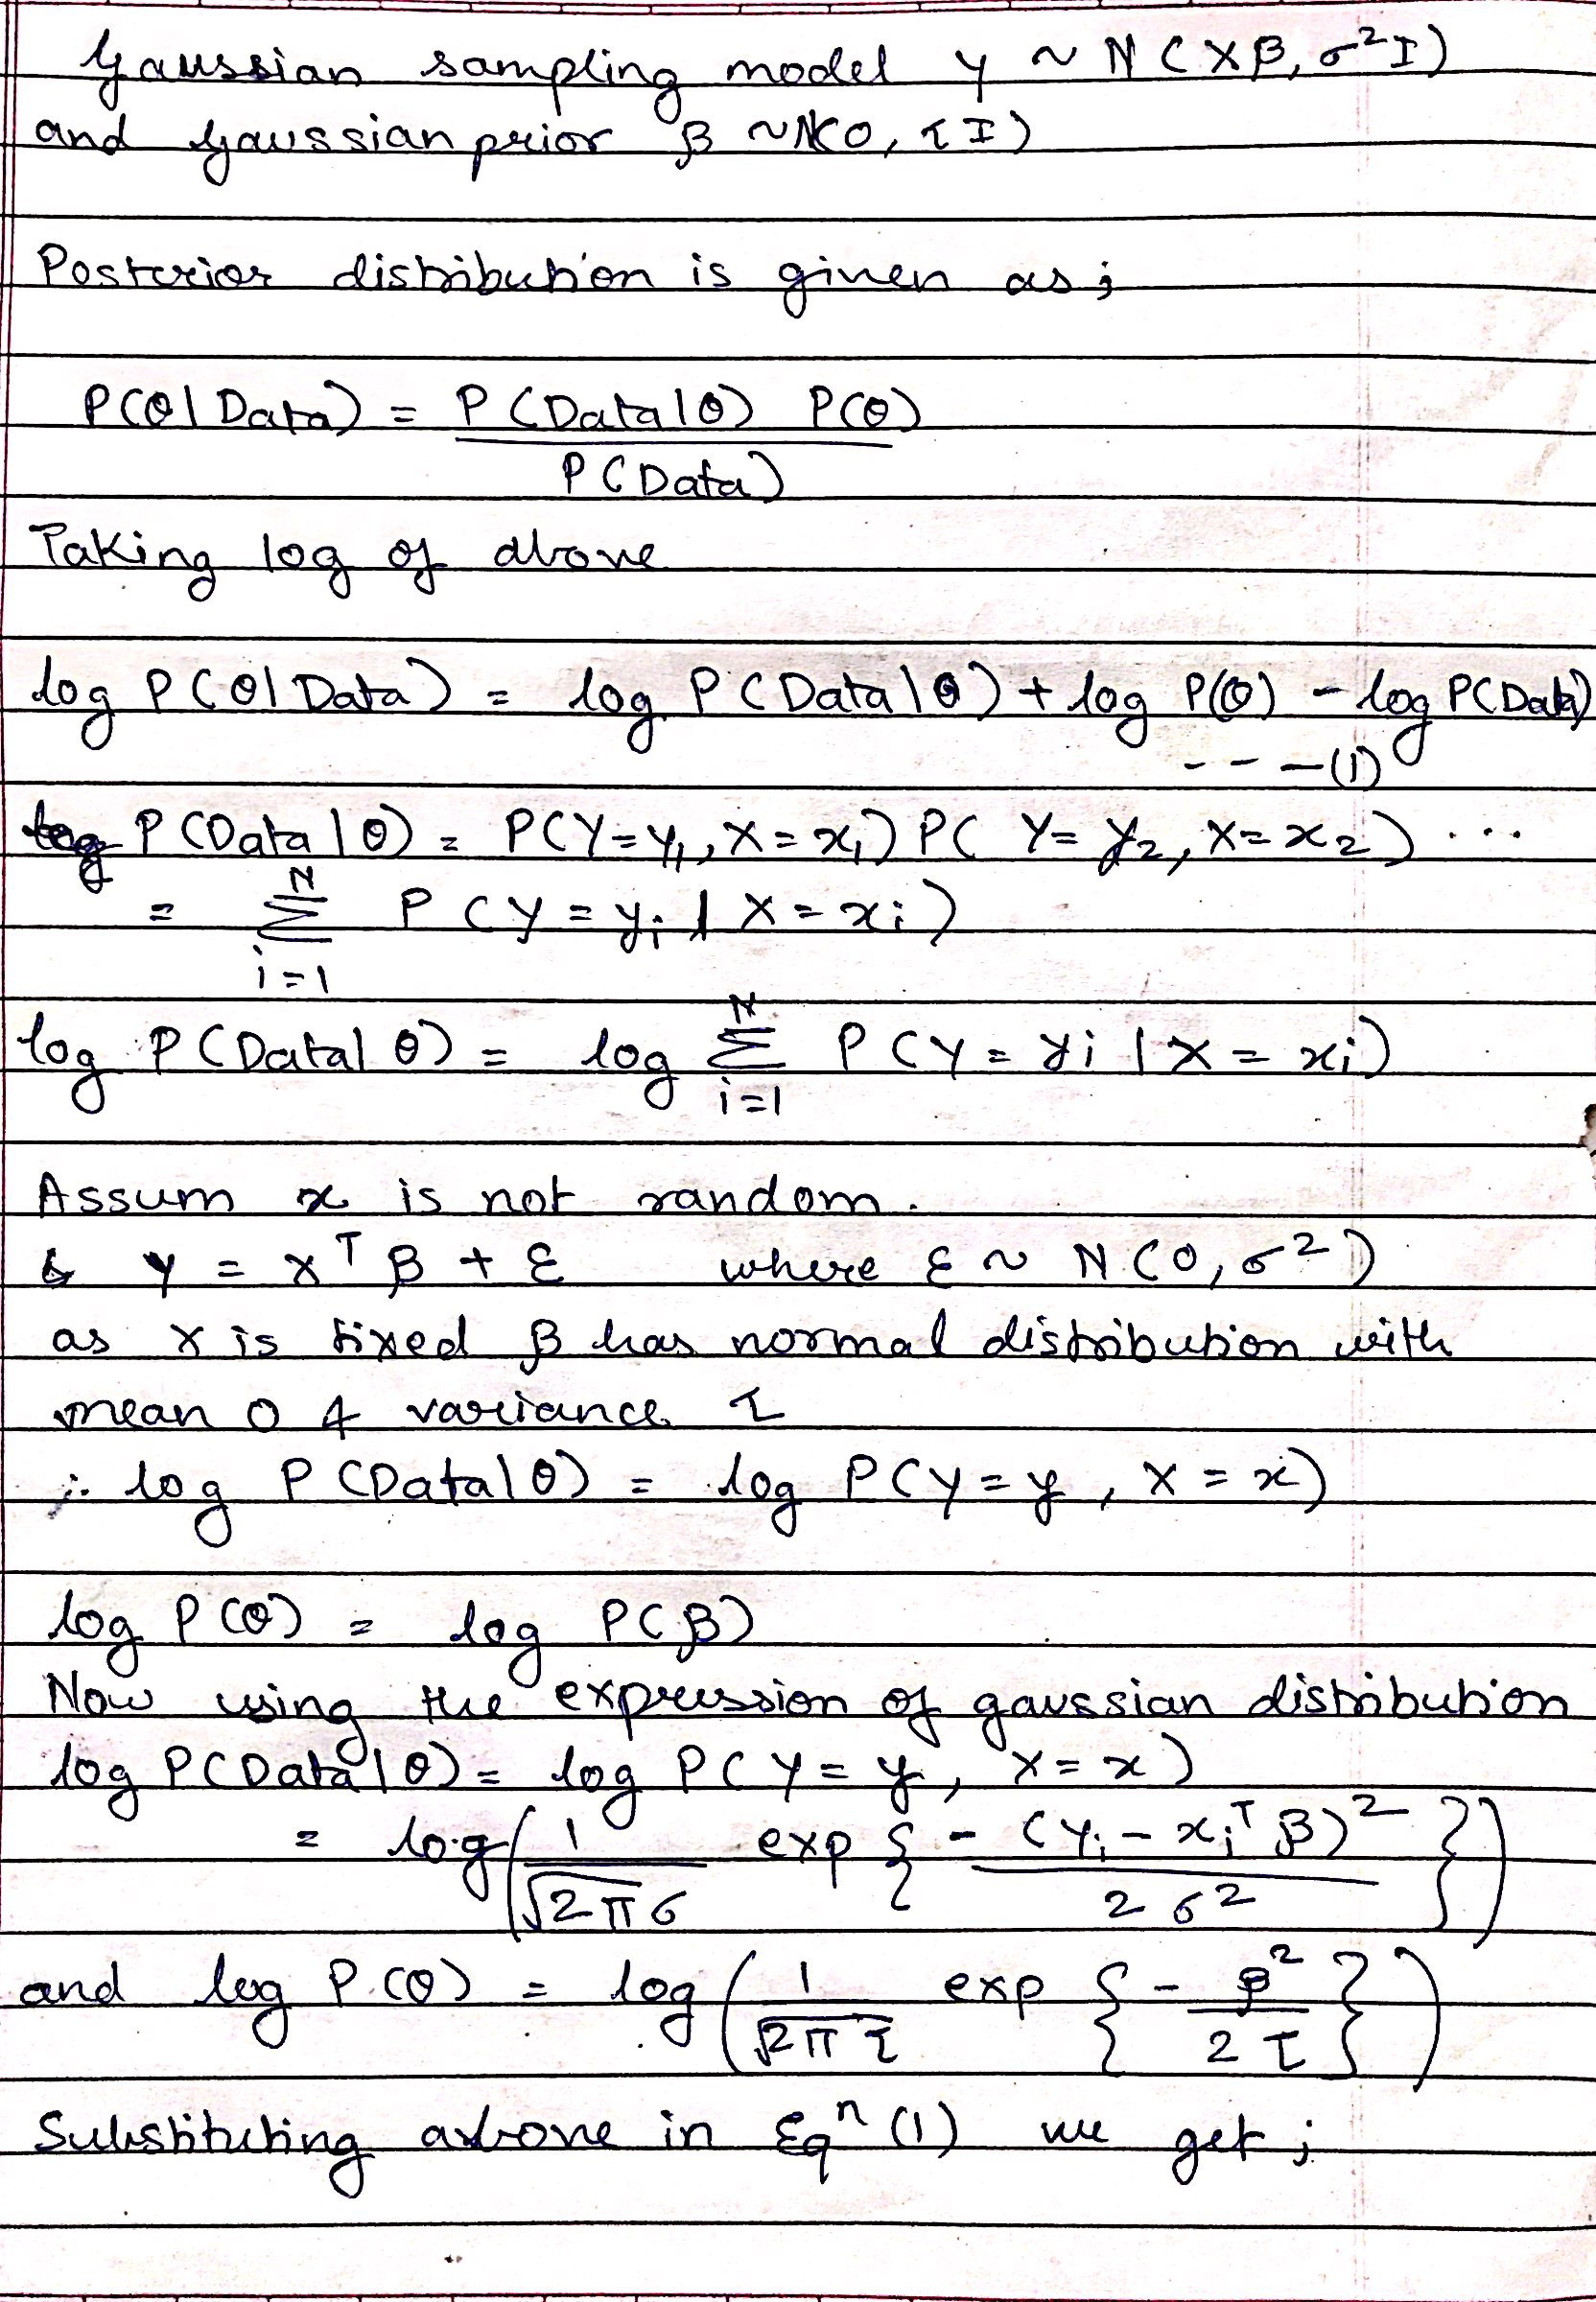 Gaussian sampling model y ~ N(Xβ, σ²I)
and gaussian prior β ~ N(0, τI)
Posterior distribution is given as;
P(θ|Data) = P(Data|θ) P(θ)
P(Data)
Taking log of above
log P(θ|Data) = log P(Data|θ) + log P(θ) - log P(Data)
- - - (1)
P(Data|θ) = P(Y=y₁, X=x₁) P(Y=y₂, X=x₂) ...
= Σ P(Y=yᵢ | X=xᵢ)
N
i=1
log P(Data|θ) = log Σ P(Y=yᵢ | X=xᵢ)
N
i=1
Assum x is not random.
& Y = Xᵀβ + ε where ε ~ N(0, σ²)
as X is fixed β has normal distribution with
mean 0 & variance τ
∴ log P(Data|θ) = log P(Y=y, X=x)
log P(θ) = log P(β)
Now using the expression of gaussian distribution
log P(Data|θ) = log P(Y=y, X=x)
= log( 1/√2πσ exp{ - (yᵢ - xᵢᵀβ)² / 2σ² } )
and log P(θ) = log( 1/√2πτ exp{ - β² / 2τ } )
Substituting above in Eqⁿ (1) we get;